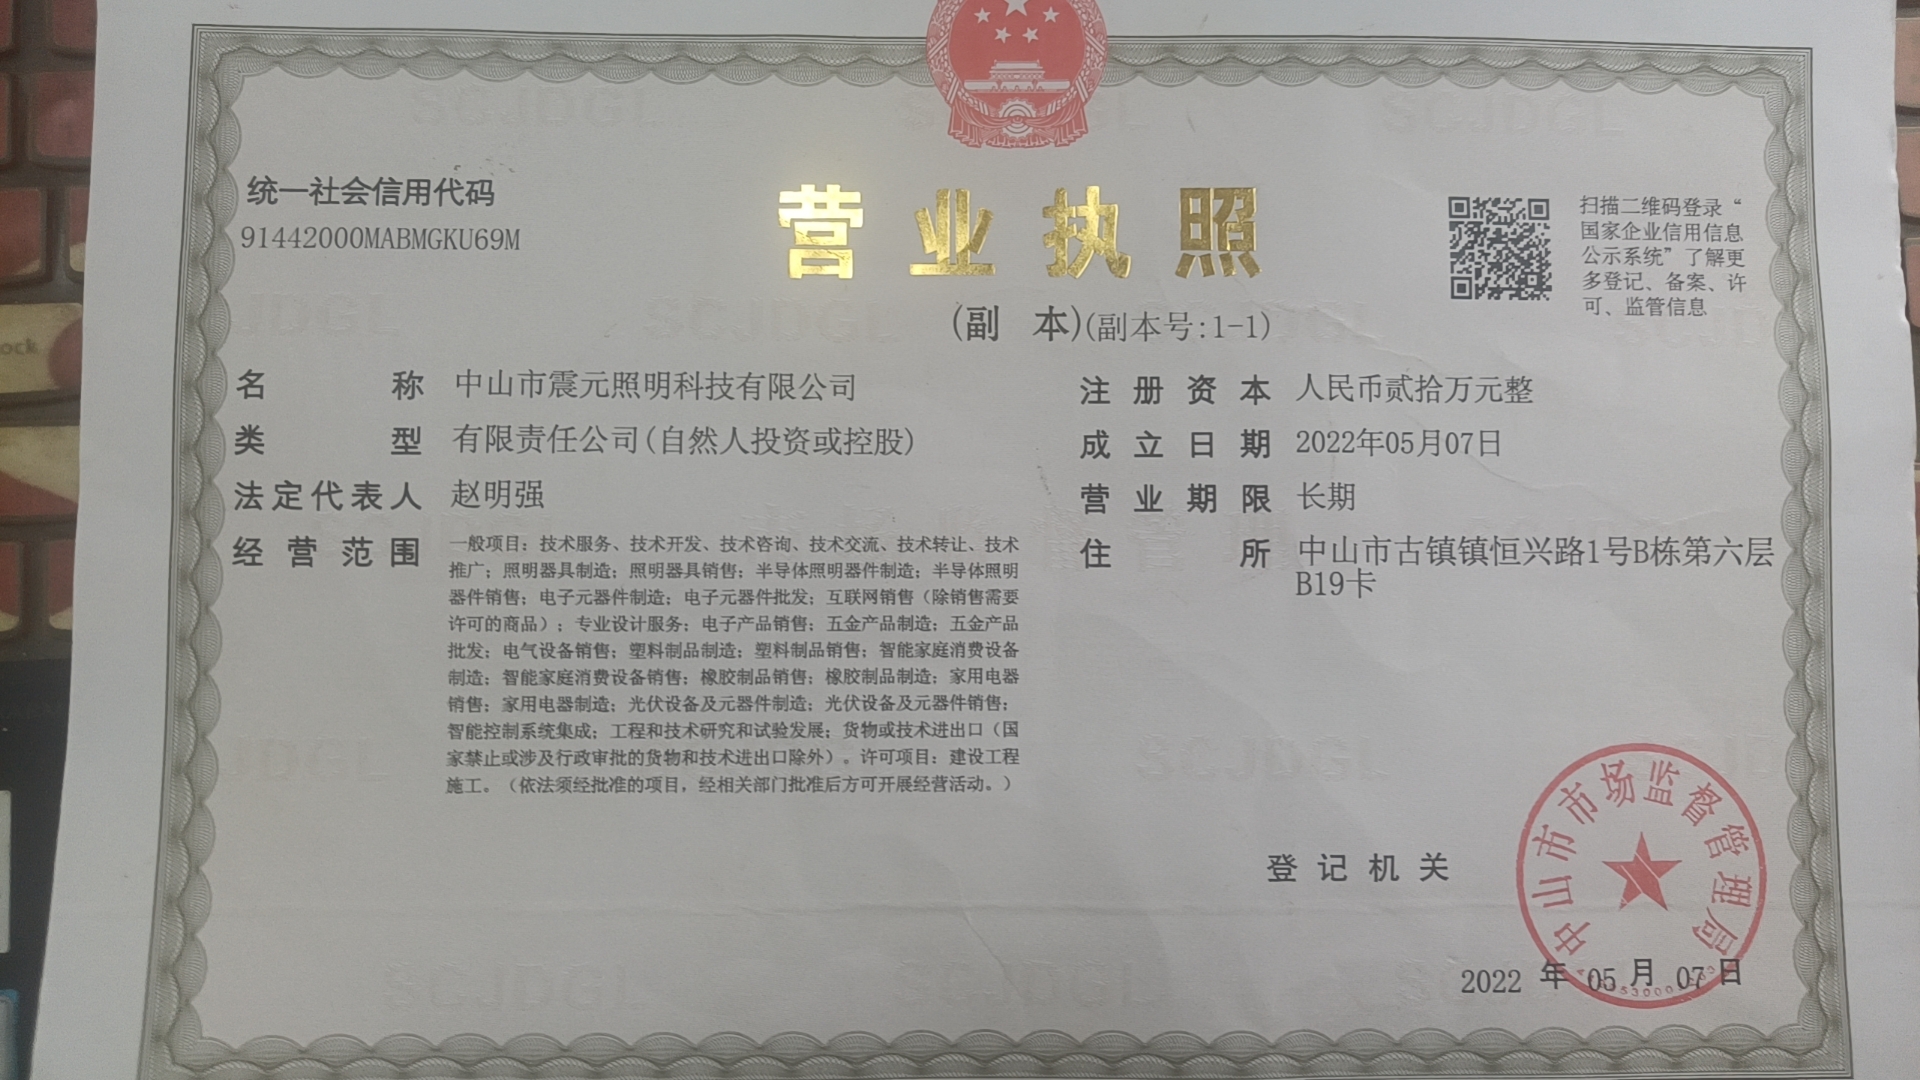 统一社会信用代码
91442000MABMGKU69M
营业执照
(副 本)(副本号:1-1)
扫描二维码登录“
国家企业信用信息
公示系统”了解更
多登记、备案、许
可、监管信息
名 称 中山市震元照明科技有限公司
类 型 有限责任公司(自然人投资或控股)
法定代表人 赵明强
经营范围 一般项目：技术服务、技术开发、技术咨询、技术交流、技术转让、技术
推广；照明器具制造；照明器具销售；半导体照明器件制造；半导体照明
器件销售；电子元器件制造；电子元器件批发；互联网销售（除销售需要
许可的商品）；专业设计服务；电子产品销售；五金产品制造；五金产品
批发；电气设备销售；塑料制品制造；塑料制品销售；智能家庭消费设备
制造；智能家庭消费设备销售；橡胶制品销售；橡胶制品制造；家用电器
销售；家用电器制造；光伏设备及元器件制造；光伏设备及元器件销售；
智能控制系统集成；工程和技术研究和试验发展；货物或技术进出口（国
家禁止或涉及行政审批的货物和技术进出口除外）。许可项目：建设工程
施工。（依法须经批准的项目，经相关部门批准后方可开展经营活动。）
注册资本 人民币贰拾万元整
成立日期 2022年05月07日
营业期限 长期
住 所 中山市古镇镇恒兴路1号B栋第六层
B19卡
登记机关
中山市市场监督管理局
2022 年 05 月 07 日